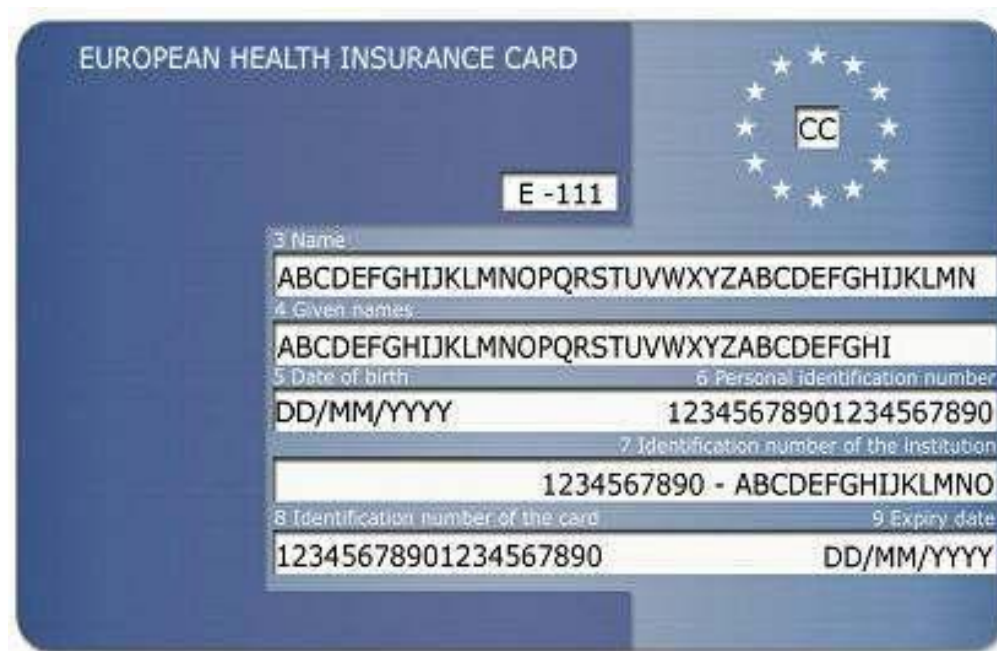 EUROPEAN HEALTH INSURANCE CARD
CC
E -111
3 Name
ABCDEFGHIJKLMNOPQRSTUVWXYZABCDEFGHIJKLMN
4 Given names
ABCDEFGHIJKLMNOPQRSTUVWXYZABCDEFGHI
5 Date of birth 6 Personal identification number
DD/MM/YYYY 12345678901234567890
7 Identification number of the institution
1234567890 - ABCDEFGHIJKLMNO
8 Identification number of the card 9 Expiry date
12345678901234567890 DD/MM/YYYY